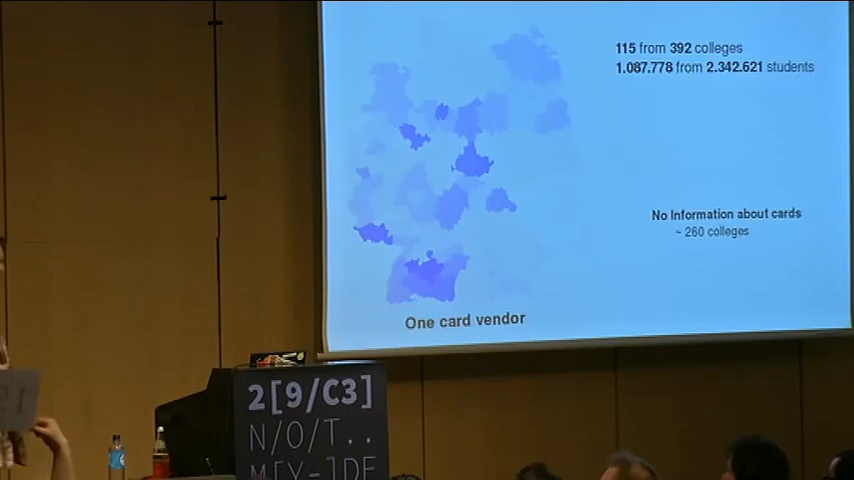 115 from 392 colleges
1.087.778 from 2.342.621 students
No Information about cards
~ 260 colleges
One card vendor
2[9/C3]
N/O/T..